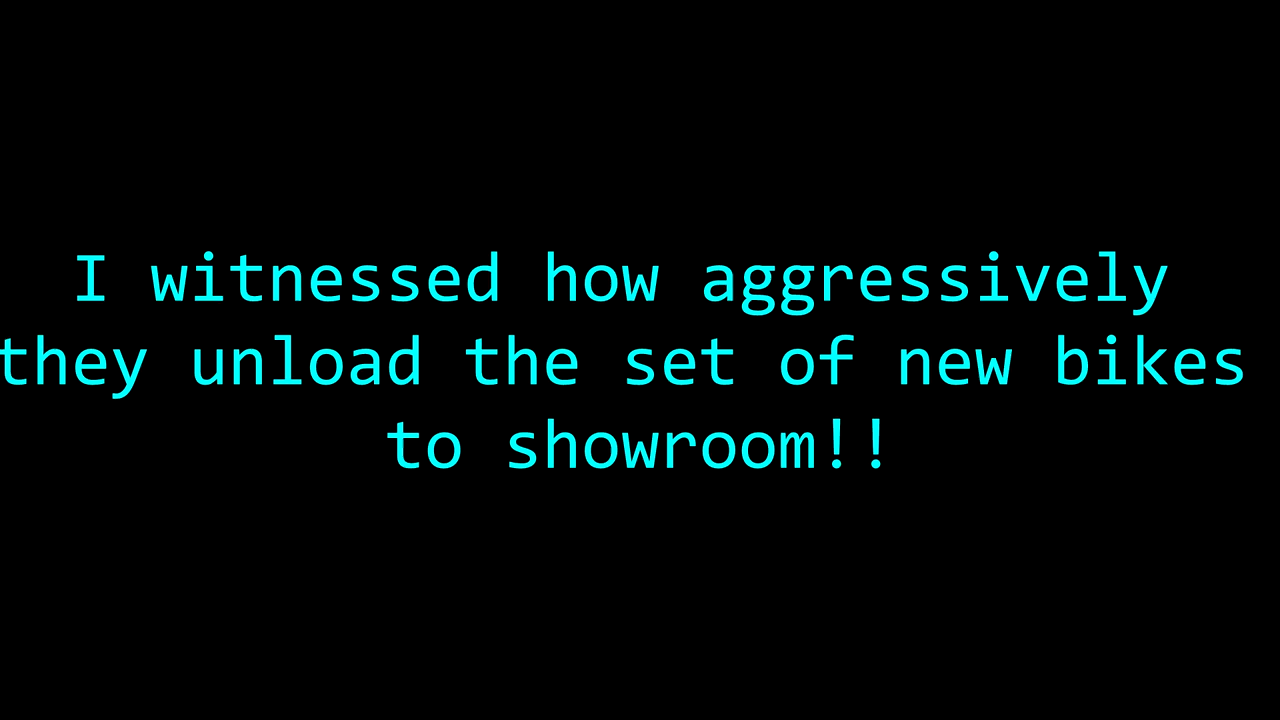 I witnessed how aggressively
they unload the set of new bikes
to showroom!!